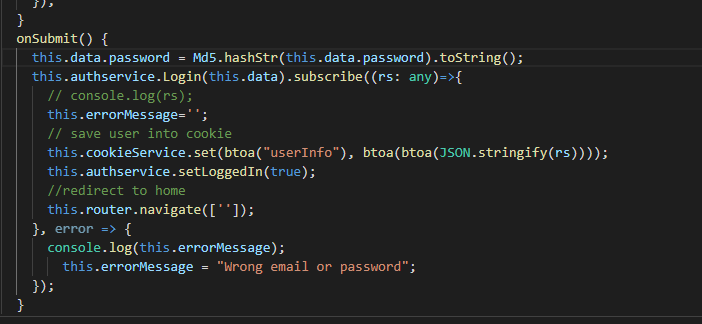 });
}
onSubmit() {
this.data.password = Md5.hashStr(this.data.password).toString();
this.authservice.Login(this.data).subscribe((rs: any)=>{
// console.log(rs);
this.errorMessage='';
// save user into cookie
this.cookieService.set(btoa("userInfo"), btoa(btoa(JSON.stringify(rs))));
this.authservice.setLoggedIn(true);
//redirect to home
this.router.navigate(['']);
}, error => {
console.log(this.errorMessage);
this.errorMessage = "Wrong email or password";
});
}